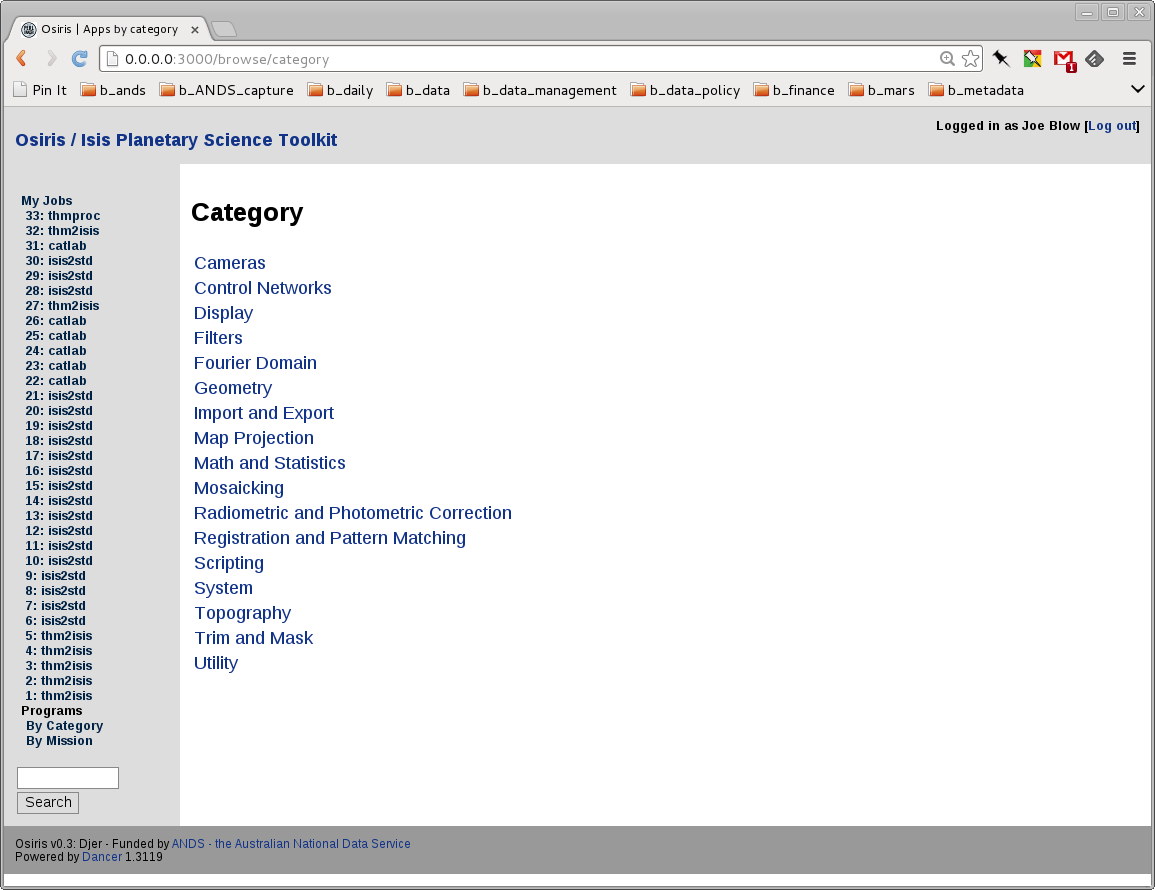 Osiris | Apps by category
0.0.0.0:3000/browse/category
1
Pin It b_ands b_ANDS_capture b_daily b_data b_data_management b_data_policy b_finance b_mars b_metadata
Osiris / Isis Planetary Science Toolkit
Logged in as Joe Blow [Log out]
My Jobs
33: thmproc
32: thm2isis
31: catlab
30: isis2std
29: isis2std
28: isis2std
27: thm2isis
26: catlab
25: catlab
24: catlab
23: catlab
22: catlab
21: isis2std
20: isis2std
19: isis2std
18: isis2std
17: isis2std
16: isis2std
15: isis2std
14: isis2std
13: isis2std
12: isis2std
11: isis2std
10: isis2std
9: isis2std
8: isis2std
7: isis2std
6: isis2std
5: thm2isis
4: thm2isis
3: thm2isis
2: thm2isis
1: thm2isis
Programs
By Category
By Mission
Search
Category
Cameras
Control Networks
Display
Filters
Fourier Domain
Geometry
Import and Export
Map Projection
Math and Statistics
Mosaicking
Radiometric and Photometric Correction
Registration and Pattern Matching
Scripting
System
Topography
Trim and Mask
Utility
Osiris v0.3: Djer - Funded by ANDS - the Australian National Data Service
Powered by Dancer 1.3119